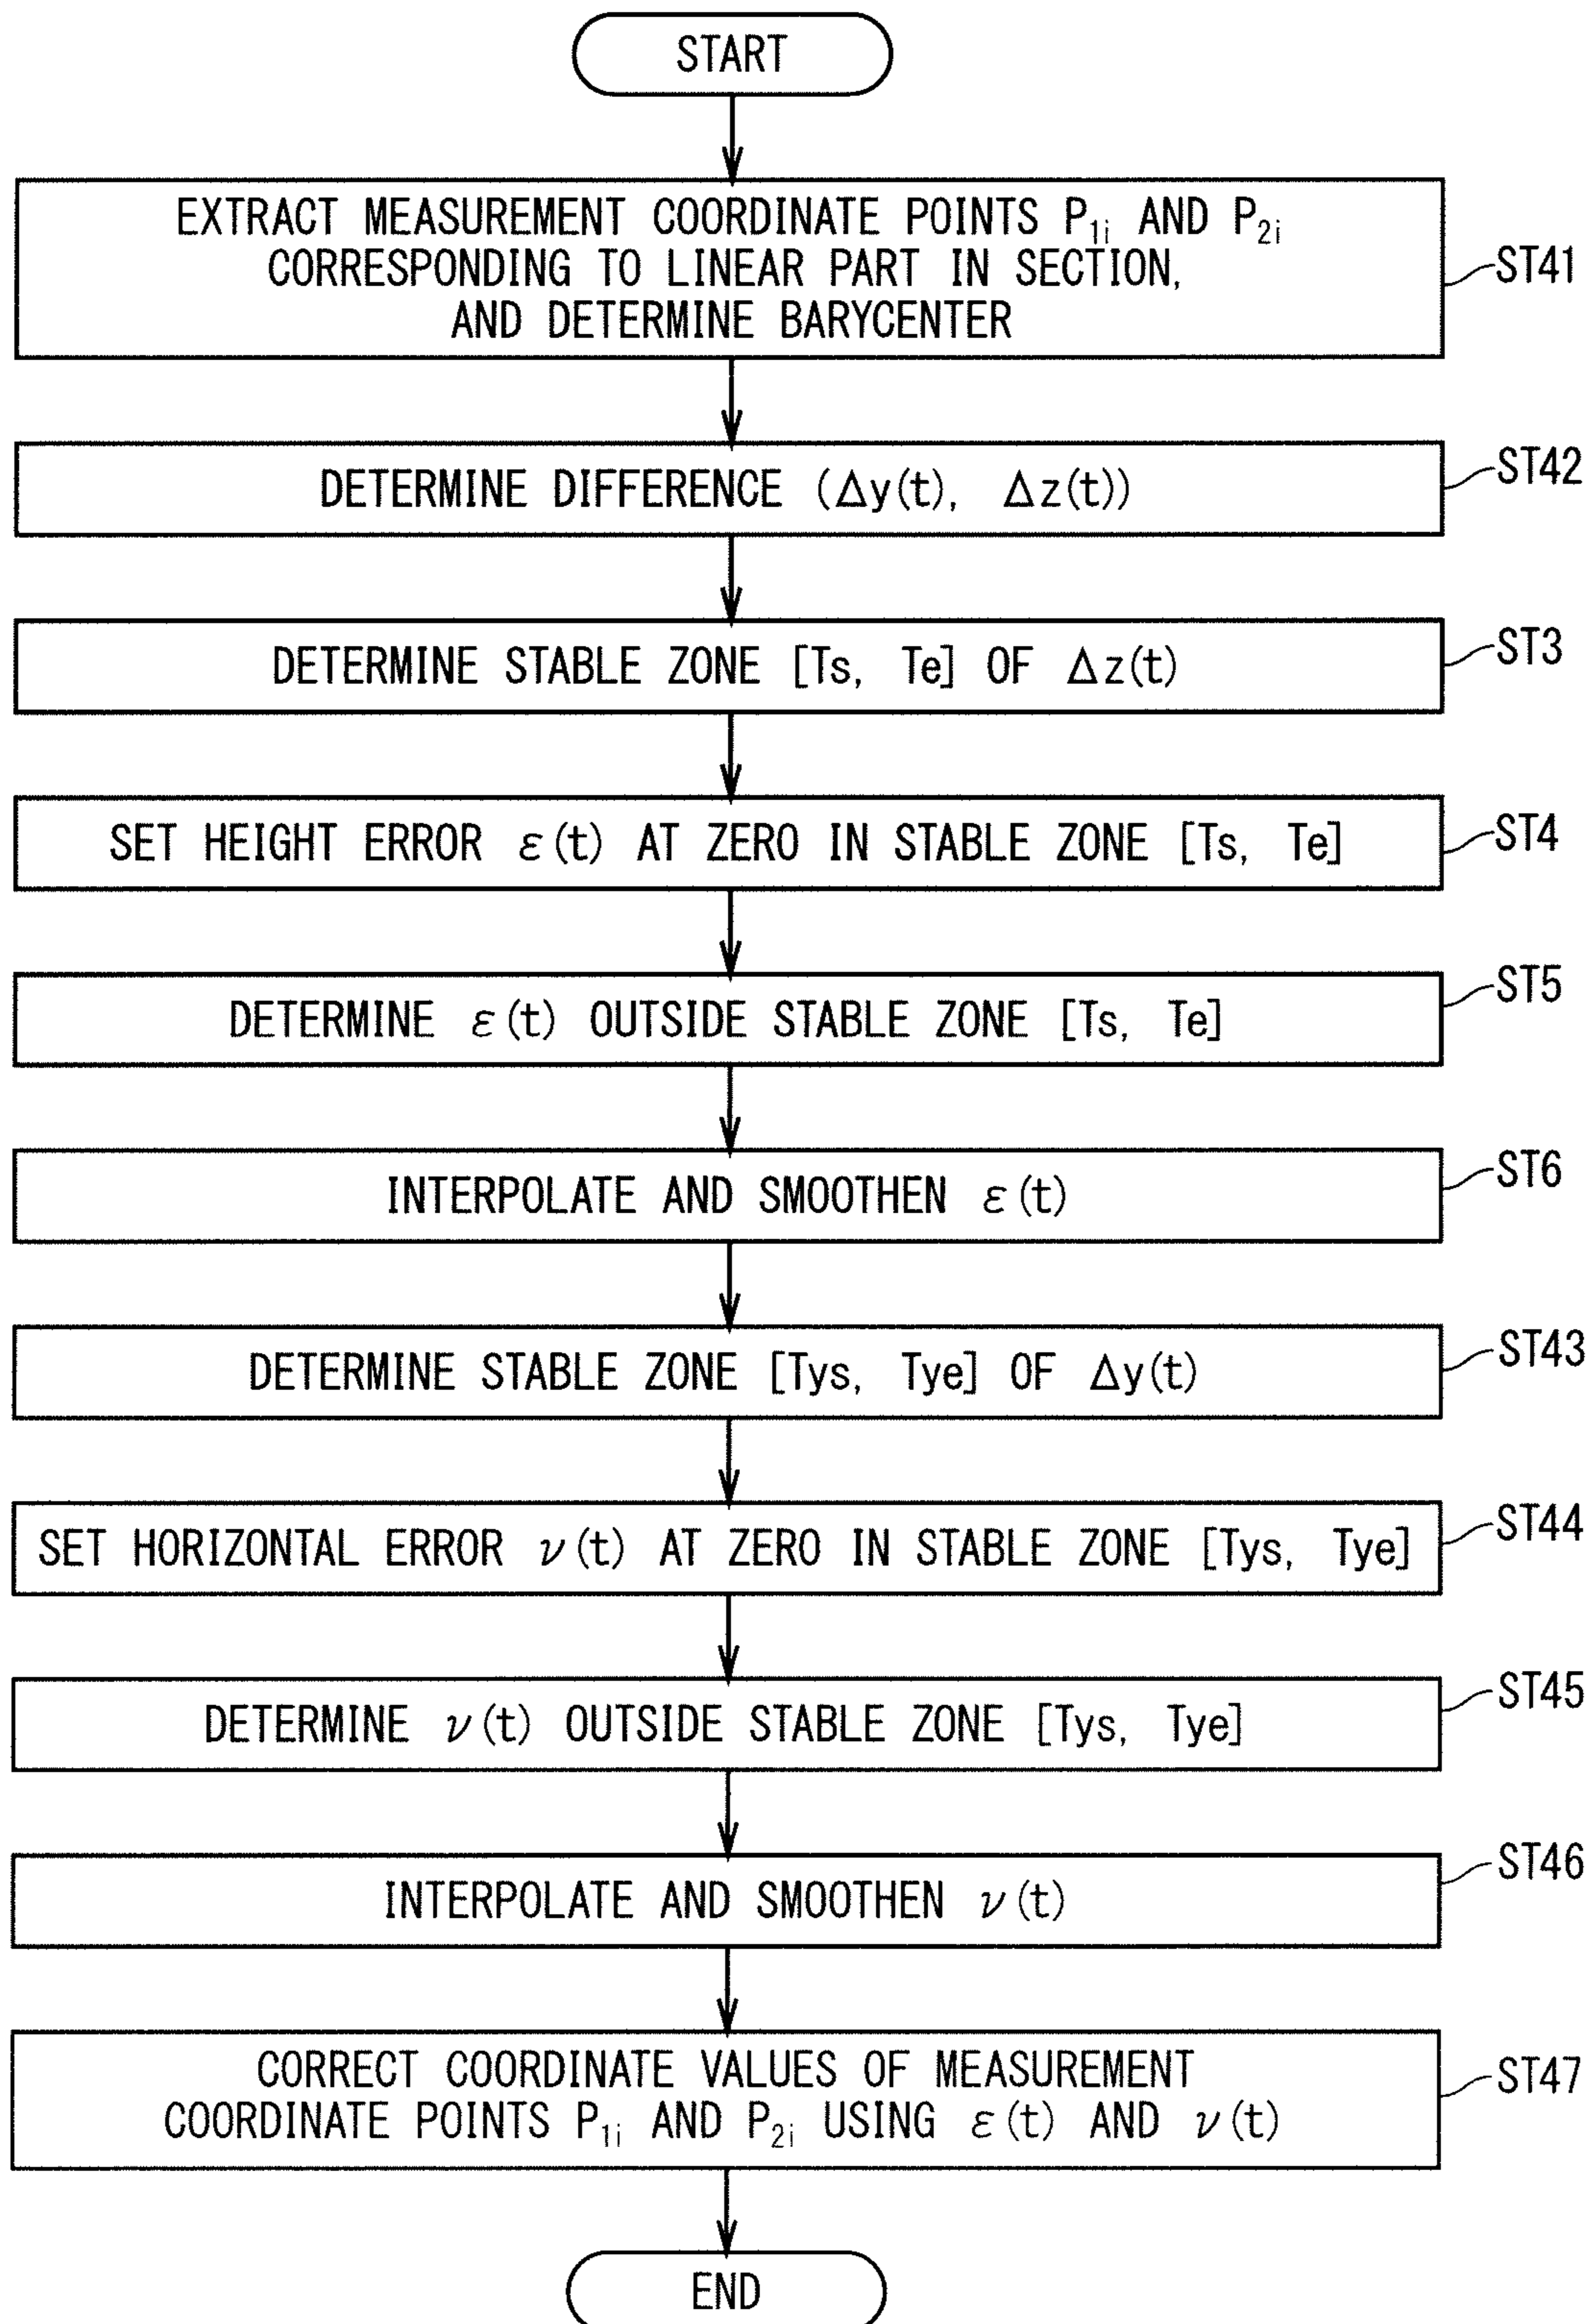 START
EXTRACT MEASUREMENT COORDINATE POINTS P₁ᵢ AND P₂ᵢ
CORRESPONDING TO LINEAR PART IN SECTION,
AND DETERMINE BARYCENTER
ST41
DETERMINE DIFFERENCE (Δy(t), Δz(t))
ST42
DETERMINE STABLE ZONE [Ts, Te] OF Δz(t)
ST3
SET HEIGHT ERROR ε(t) AT ZERO IN STABLE ZONE [Ts, Te]
ST4
DETERMINE ε(t) OUTSIDE STABLE ZONE [Ts, Te]
ST5
INTERPOLATE AND SMOOTHEN ε(t)
ST6
DETERMINE STABLE ZONE [Tys, Tye] OF Δy(t)
ST43
SET HORIZONTAL ERROR ν(t) AT ZERO IN STABLE ZONE [Tys, Tye]
ST44
DETERMINE ν(t) OUTSIDE STABLE ZONE [Tys, Tye]
ST45
INTERPOLATE AND SMOOTHEN ν(t)
ST46
CORRECT COORDINATE VALUES OF MEASUREMENT
COORDINATE POINTS P₁ᵢ AND P₂ᵢ USING ε(t) AND ν(t)
ST47
END